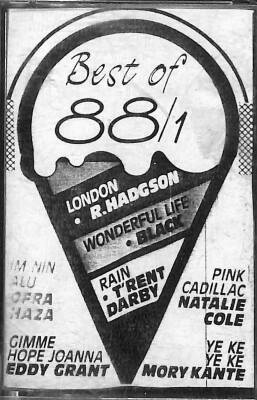 Best of
88/1
LONDON
• R.HADGSON
WONDERFUL LIFE
• BLACK
RAIN
• T'RENT
DARBY
IM NIN
ALU
OFRA
HAZA
PINK
CADILLAC
NATALIE
COLE
GIMME
HOPE JOANNA
EDDY GRANT
YE KE
YE KE
MORY KANTE